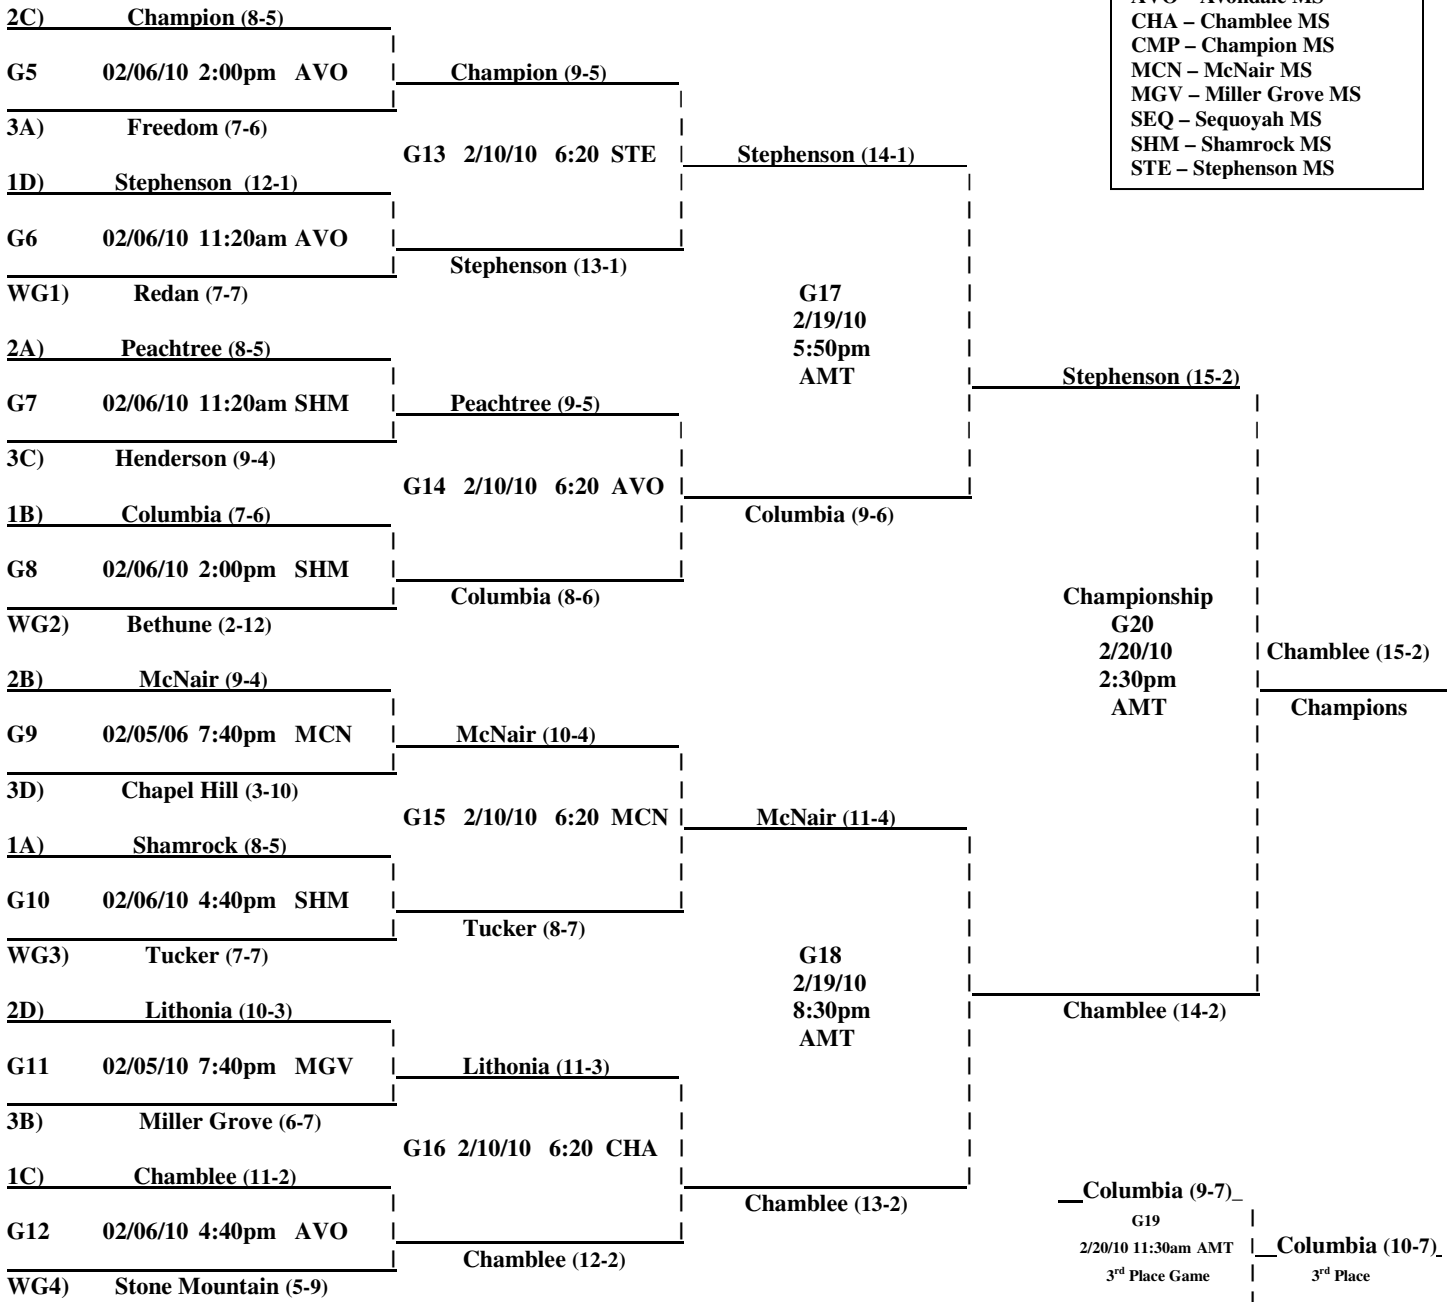 AVO – Avondale MS
2C) Champion (8-5)
CHA – Chamblee MS
CMP – Champion MS
G5 02/06/10 2:00pm AVO Champion (9-5)
MCN – McNair MS
MGV – Miller Grove MS
SEQ – Sequoyah MS
3A) Freedom (7-6)
SHM – Shamrock MS
G13 2/10/10 6:20 STE Stephenson (14-1)
STE – Stephenson MS
1D) Stephenson (12-1)
G6 02/06/10 11:20am AVO
Stephenson (13-1)
WG1) Redan (7-7) G17
2/19/10
2A) Peachtree (8-5) 5:50pm
AMT Stephenson (15-2)
G7 02/06/10 11:20am SHM Peachtree (9-5)
3C) Henderson (9-4)
G14 2/10/10 6:20 AVO
1B) Columbia (7-6) Columbia (9-6)
G8 02/06/10 2:00pm SHM
Columbia (8-6) Championship
WG2) Bethune (2-12) G20
2/20/10 Chamblee (15-2)
2B) McNair (9-4) 2:30pm
AMT Champions
G9 02/05/06 7:40pm MCN McNair (10-4)
3D) Chapel Hill (3-10)
G15 2/10/10 6:20 MCN McNair (11-4)
1A) Shamrock (8-5)
G10 02/06/10 4:40pm SHM
Tucker (8-7)
WG3) Tucker (7-7) G18
2/19/10
2D) Lithonia (10-3) 8:30pm Chamblee (14-2)
AMT
G11 02/05/10 7:40pm MGV Lithonia (11-3)
3B) Miller Grove (6-7)
G16 2/10/10 6:20 CHA
1C) Chamblee (11-2)
Columbia (9-7)
Chamblee (13-2)
G19
G12 02/06/10 4:40pm AVO
2/20/10 11:30am AMT Columbia (10-7)
Chamblee (12-2)
3rd Place Game 3rd Place
WG4) Stone Mountain (5-9)